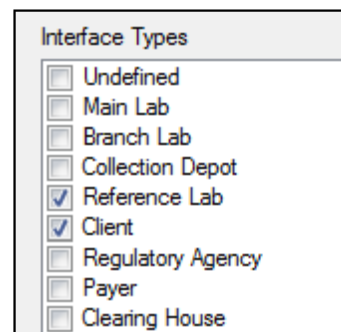 Interface Types
Undefined
Main Lab
Branch Lab
Collection Depot
Reference Lab
Client
Regulatory Agency
Payer
Clearing House